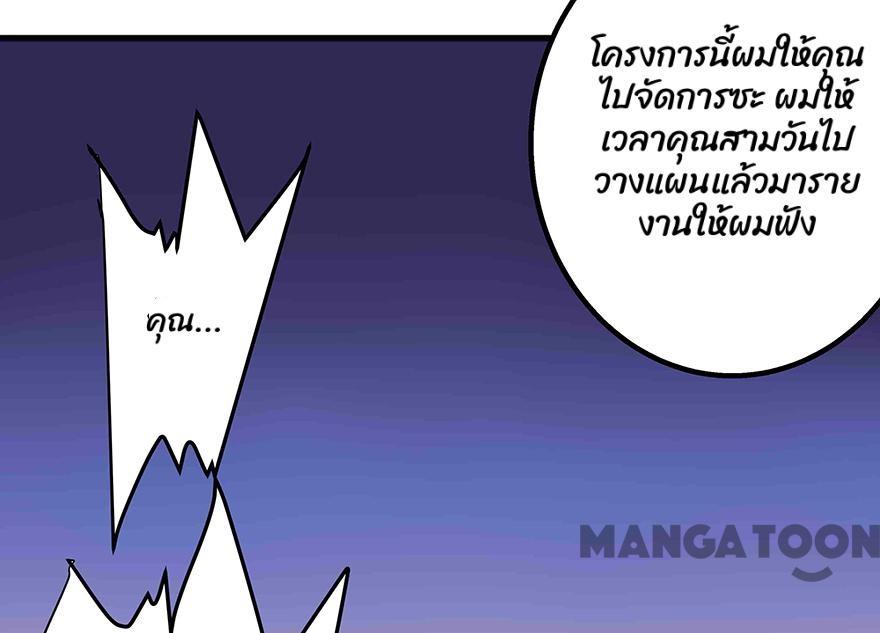 โครงการนี้ผมให้คุณ
ไปจัดการซะ ผมให้
เวลาคุณสามวันไป
วางแผนแล้วมาราย
งานให้ผมฟัง
คุณ...
MANGATOON